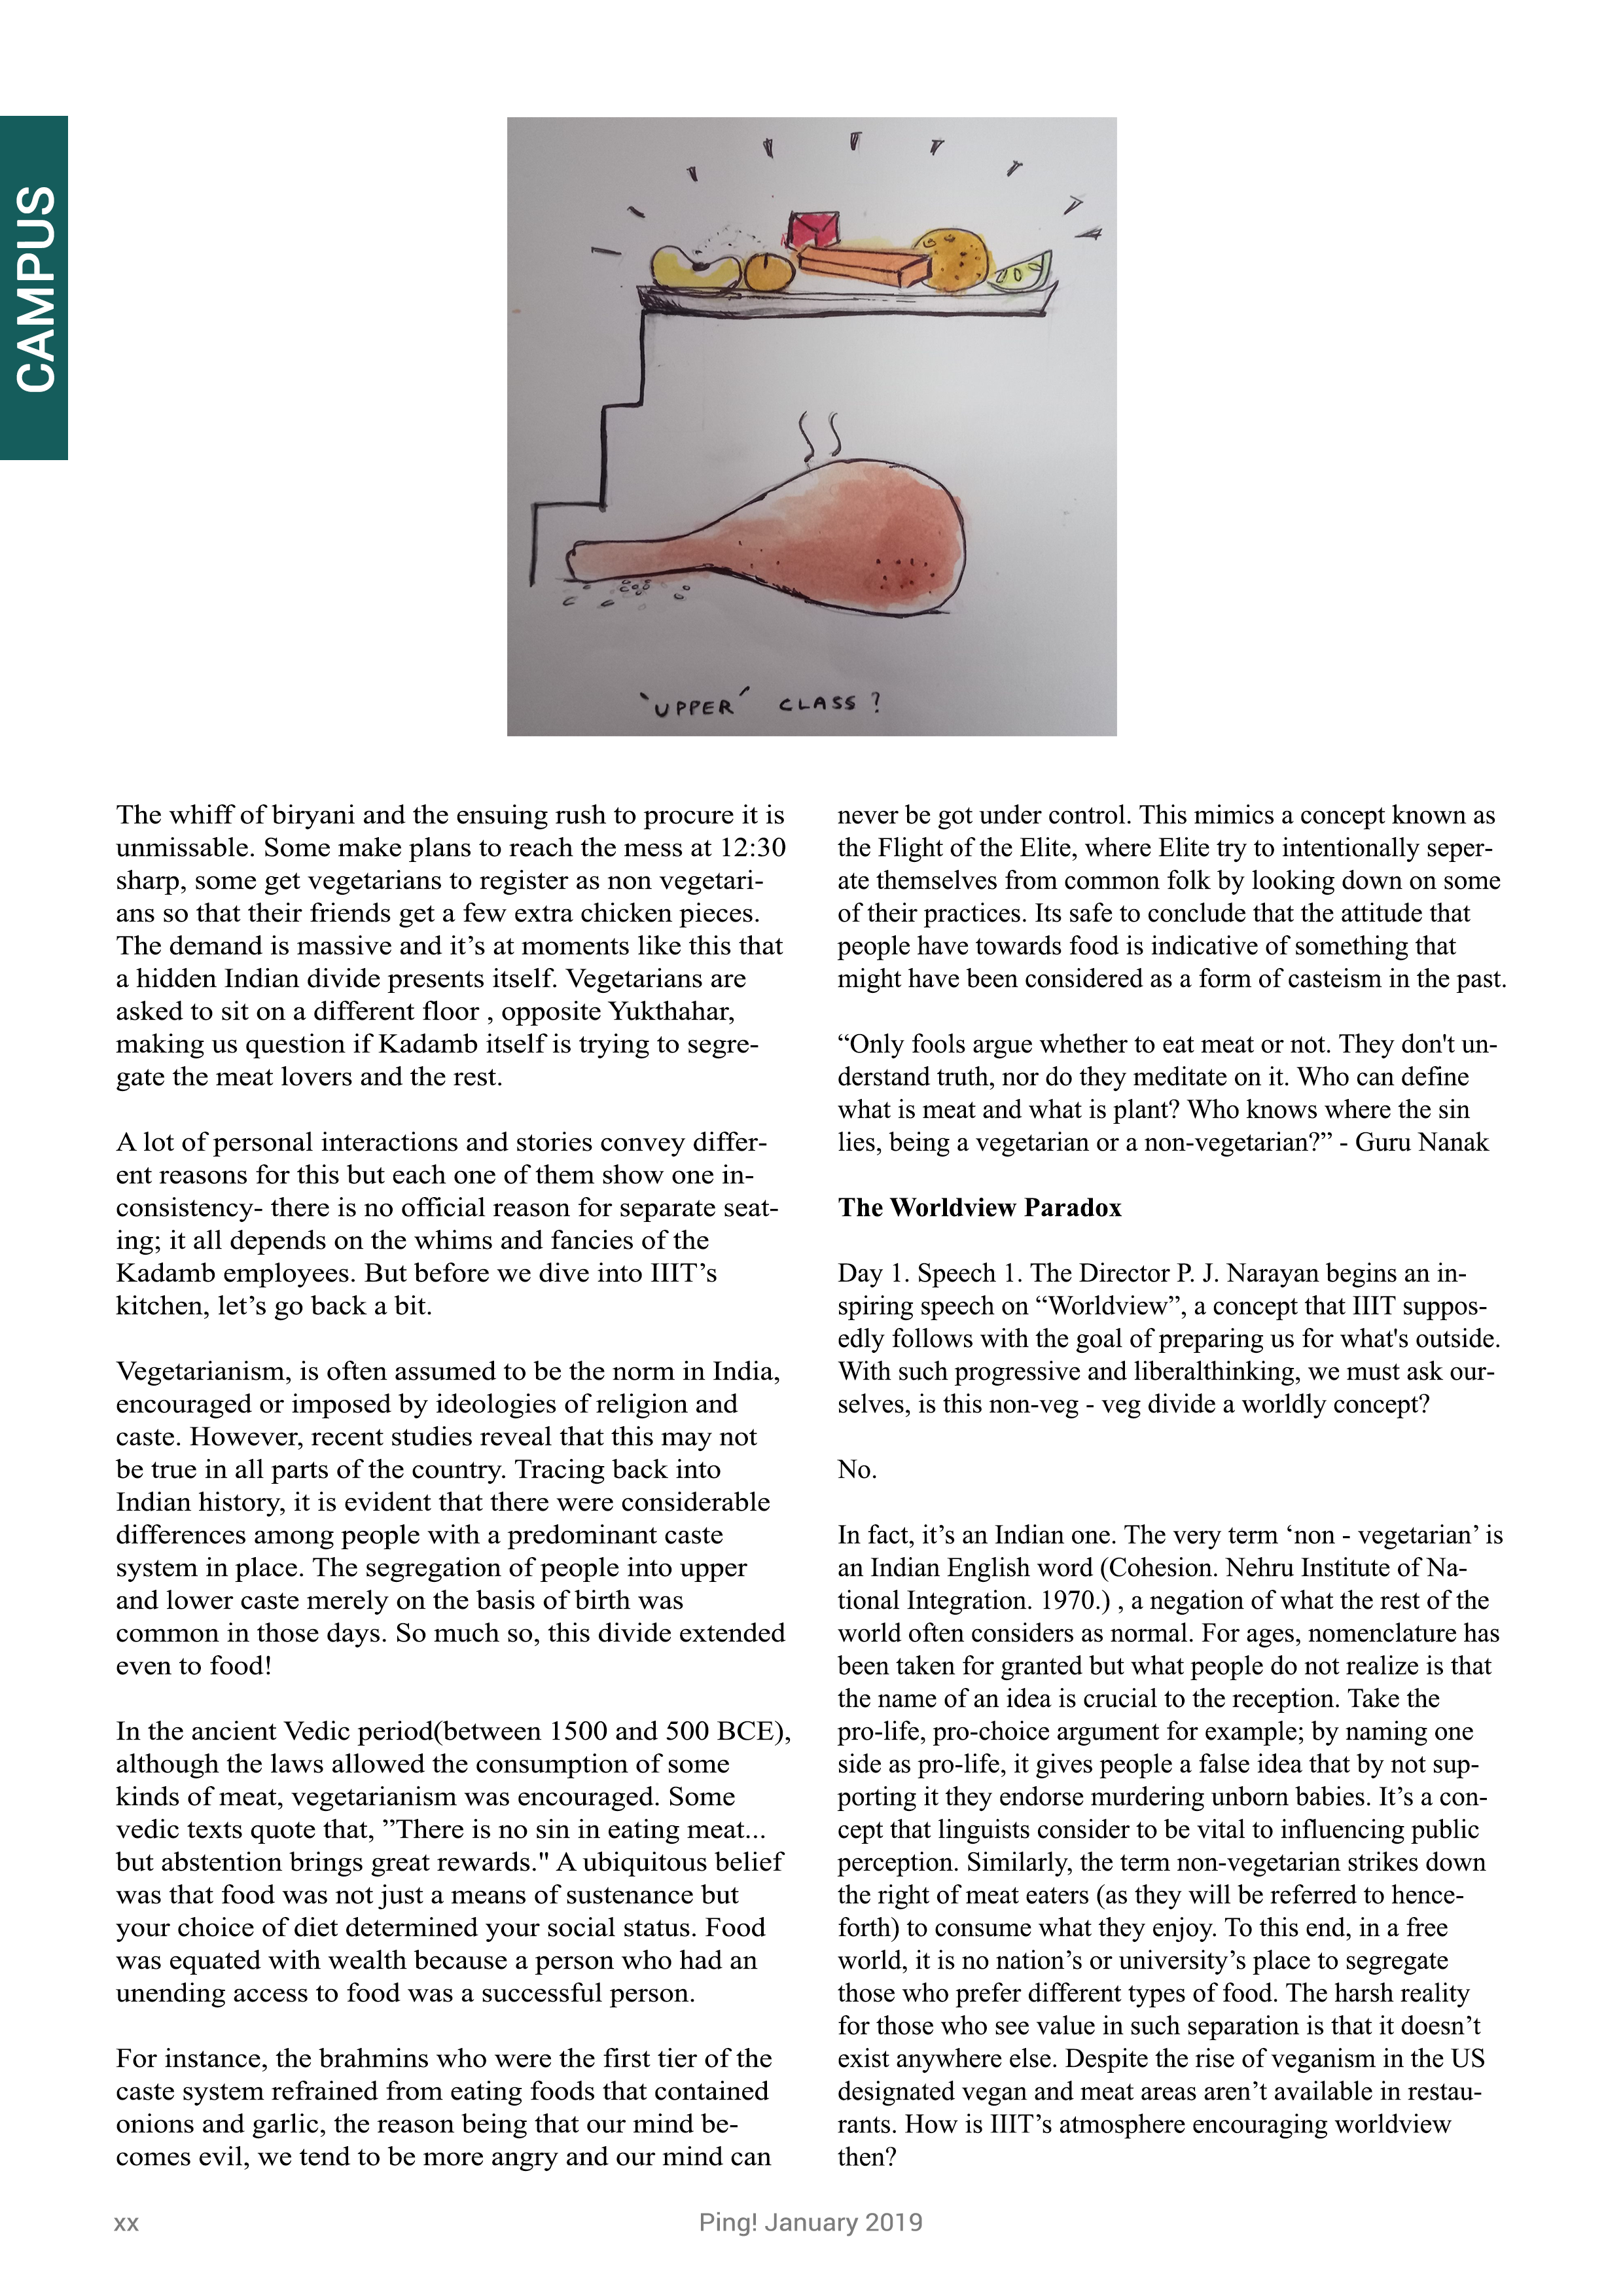 CAMPUS
'UPPER' CLASS ?
The whiff of biryani and the ensuing rush to procure it is
unmissable. Some make plans to reach the mess at 12:30
sharp, some get vegetarians to register as non vegetari-
ans so that their friends get a few extra chicken pieces.
The demand is massive and it’s at moments like this that
a hidden Indian divide presents itself. Vegetarians are
asked to sit on a different floor , opposite Yukthahar,
making us question if Kadamb itself is trying to segre-
gate the meat lovers and the rest.
A lot of personal interactions and stories convey differ-
ent reasons for this but each one of them show one in-
consistency- there is no official reason for separate seat-
ing; it all depends on the whims and fancies of the
Kadamb employees. But before we dive into IIIT’s
kitchen, let’s go back a bit.
Vegetarianism, is often assumed to be the norm in India,
encouraged or imposed by ideologies of religion and
caste. However, recent studies reveal that this may not
be true in all parts of the country. Tracing back into
Indian history, it is evident that there were considerable
differences among people with a predominant caste
system in place. The segregation of people into upper
and lower caste merely on the basis of birth was
common in those days. So much so, this divide extended
even to food!
In the ancient Vedic period(between 1500 and 500 BCE),
although the laws allowed the consumption of some
kinds of meat, vegetarianism was encouraged. Some
vedic texts quote that, ”There is no sin in eating meat...
but abstention brings great rewards." A ubiquitous belief
was that food was not just a means of sustenance but
your choice of diet determined your social status. Food
was equated with wealth because a person who had an
unending access to food was a successful person.
For instance, the brahmins who were the first tier of the
caste system refrained from eating foods that contained
onions and garlic, the reason being that our mind be-
comes evil, we tend to be more angry and our mind can
never be got under control. This mimics a concept known as
the Flight of the Elite, where Elite try to intentionally seper-
ate themselves from common folk by looking down on some
of their practices. Its safe to conclude that the attitude that
people have towards food is indicative of something that
might have been considered as a form of casteism in the past.
“Only fools argue whether to eat meat or not. They don't un-
derstand truth, nor do they meditate on it. Who can define
what is meat and what is plant? Who knows where the sin
lies, being a vegetarian or a non-vegetarian?” - Guru Nanak
The Worldview Paradox
Day 1. Speech 1. The Director P. J. Narayan begins an in-
spiring speech on “Worldview”, a concept that IIIT suppos-
edly follows with the goal of preparing us for what's outside.
With such progressive and liberalthinking, we must ask our-
selves, is this non-veg - veg divide a worldly concept?
No.
In fact, it’s an Indian one. The very term ‘non - vegetarian’ is
an Indian English word (Cohesion. Nehru Institute of Na-
tional Integration. 1970.) , a negation of what the rest of the
world often considers as normal. For ages, nomenclature has
been taken for granted but what people do not realize is that
the name of an idea is crucial to the reception. Take the
pro-life, pro-choice argument for example; by naming one
side as pro-life, it gives people a false idea that by not sup-
porting it they endorse murdering unborn babies. It’s a con-
cept that linguists consider to be vital to influencing public
perception. Similarly, the term non-vegetarian strikes down
the right of meat eaters (as they will be referred to hence-
forth) to consume what they enjoy. To this end, in a free
world, it is no nation’s or university’s place to segregate
those who prefer different types of food. The harsh reality
for those who see value in such separation is that it doesn’t
exist anywhere else. Despite the rise of veganism in the US
designated vegan and meat areas aren’t available in restau-
rants. How is IIIT’s atmosphere encouraging worldview
then?
xx
Ping! January 2019